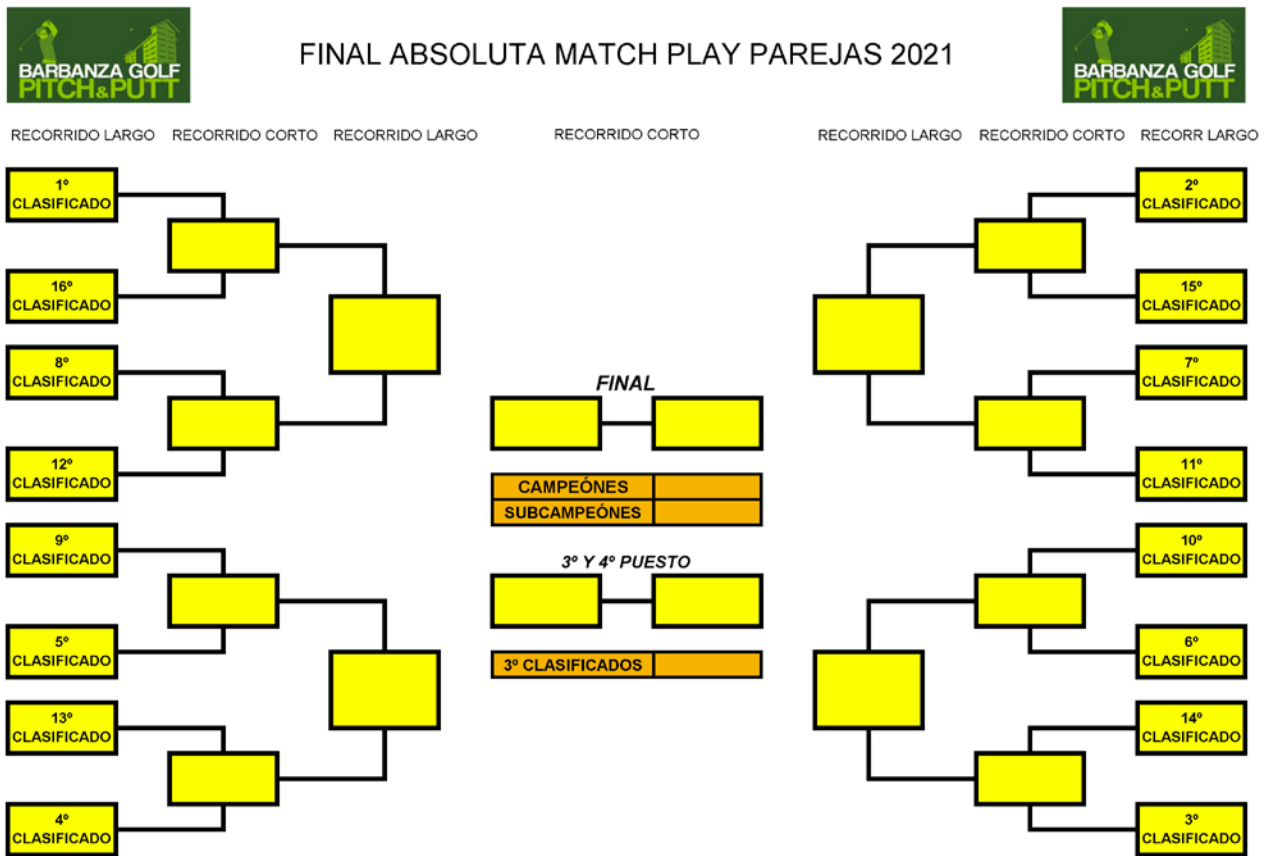 BARBANZA GOLF
PITCH&PUTT
FINAL ABSOLUTA MATCH PLAY PAREJAS 2021
BARBANZA GOLF
PITCH&PUTT
RECORRIDO LARGO
RECORRIDO CORTO
RECORRIDO LARGO
RECORRIDO CORTO
RECORRIDO LARGO
RECORRIDO CORTO
RECORR LARGO
1º
CLASIFICADO
16º
CLASIFICADO
8º
CLASIFICADO
12º
CLASIFICADO
9º
CLASIFICADO
5º
CLASIFICADO
13º
CLASIFICADO
4º
CLASIFICADO
FINAL
CAMPEÓNES
SUBCAMPEÓNES
3º Y 4º PUESTO
3º CLASIFICADOS
2º
CLASIFICADO
15º
CLASIFICADO
7º
CLASIFICADO
11º
CLASIFICADO
10º
CLASIFICADO
6º
CLASIFICADO
14º
CLASIFICADO
3º
CLASIFICADO